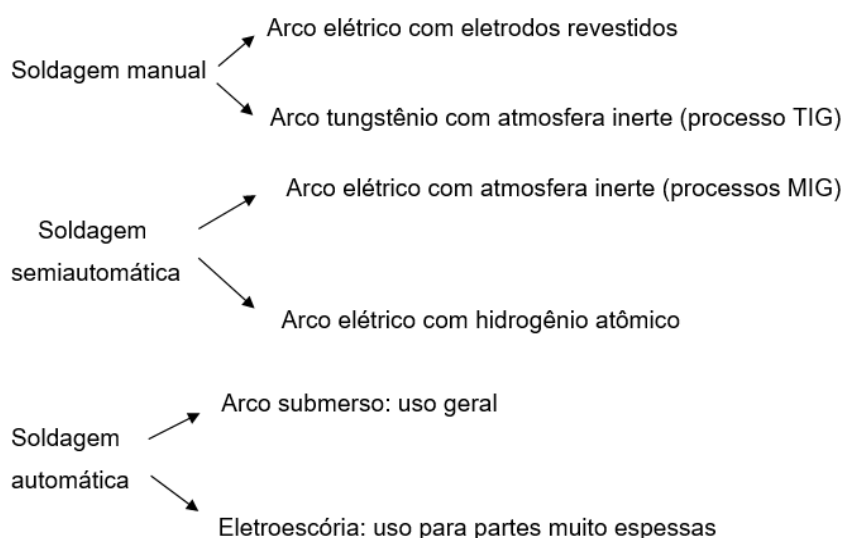 Arco elétrico com eletrodos revestidos
Soldagem manual
Arco tungstênio com atmosfera inerte (processo TIG)
Arco elétrico com atmosfera inerte (processos MIG)
Soldagem
semiautomática
Arco elétrico com hidrogênio atômico
Arco submerso: uso geral
Soldagem
automática
Eletroescória: uso para partes muito espessas